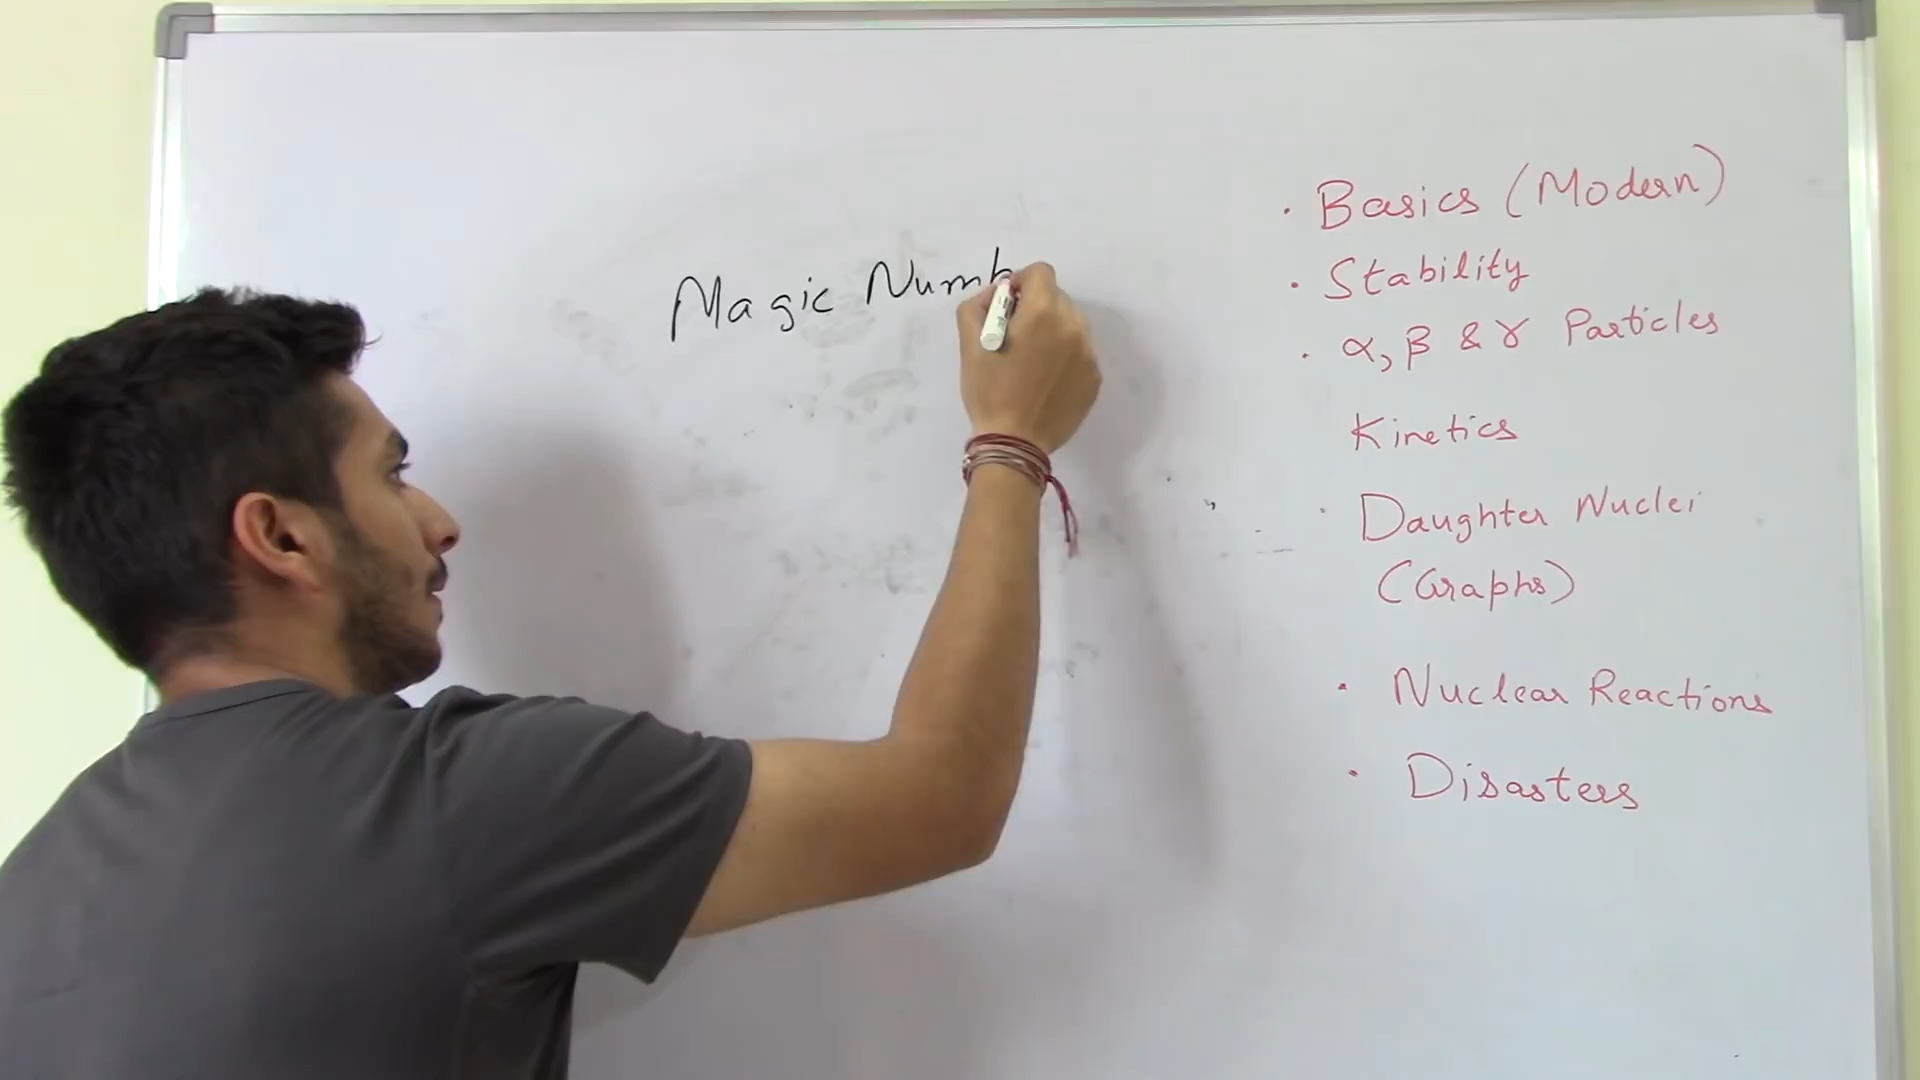 Magic Numb
· Basics (Modern)
· Stability
· α, β & γ Particles
Kinetics
· Daughter Nuclei
(Graphs)
· Nuclear Reactions
· Disasters